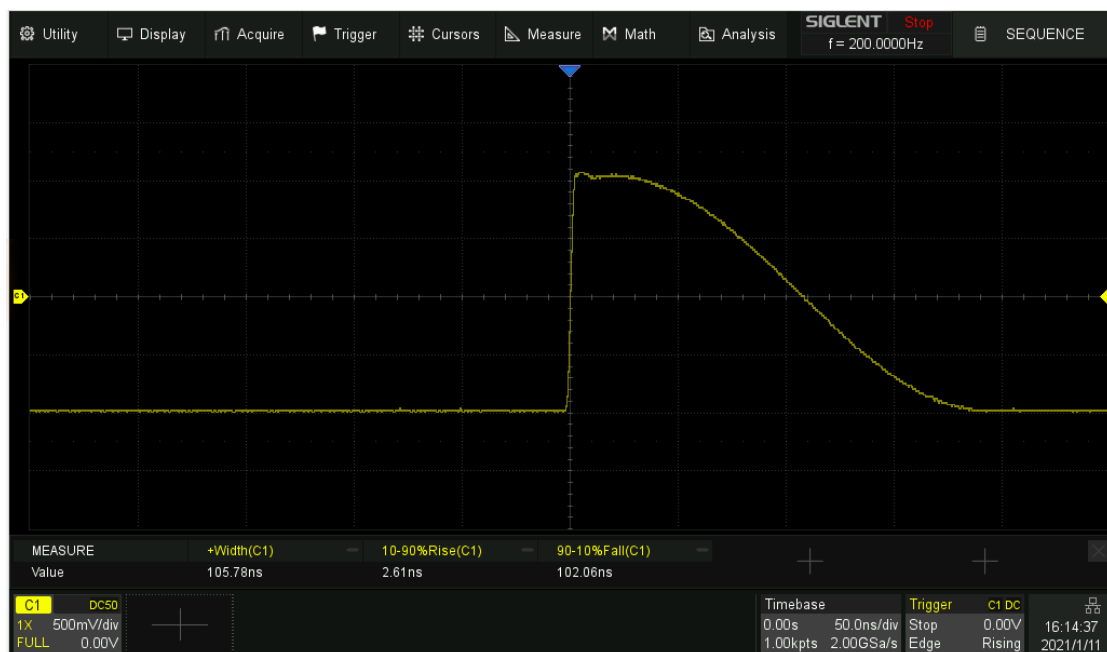 Utility Display Acquire Trigger Cursors Measure Math Analysis SIGLENT Stop SEQUENCE
f = 200.0000Hz
C1
MEASURE +Width(C1) 10-90%Rise(C1) 90-10%Fall(C1)
Value 105.78ns 2.61ns 102.06ns
C1 DC50 Timebase Trigger C1 DC
1X 500mV/div 0.00s 50.0ns/div Stop 0.00V 16:14:37
FULL 0.00V 1.00kpts 2.00GSa/s Edge Rising 2021/1/11